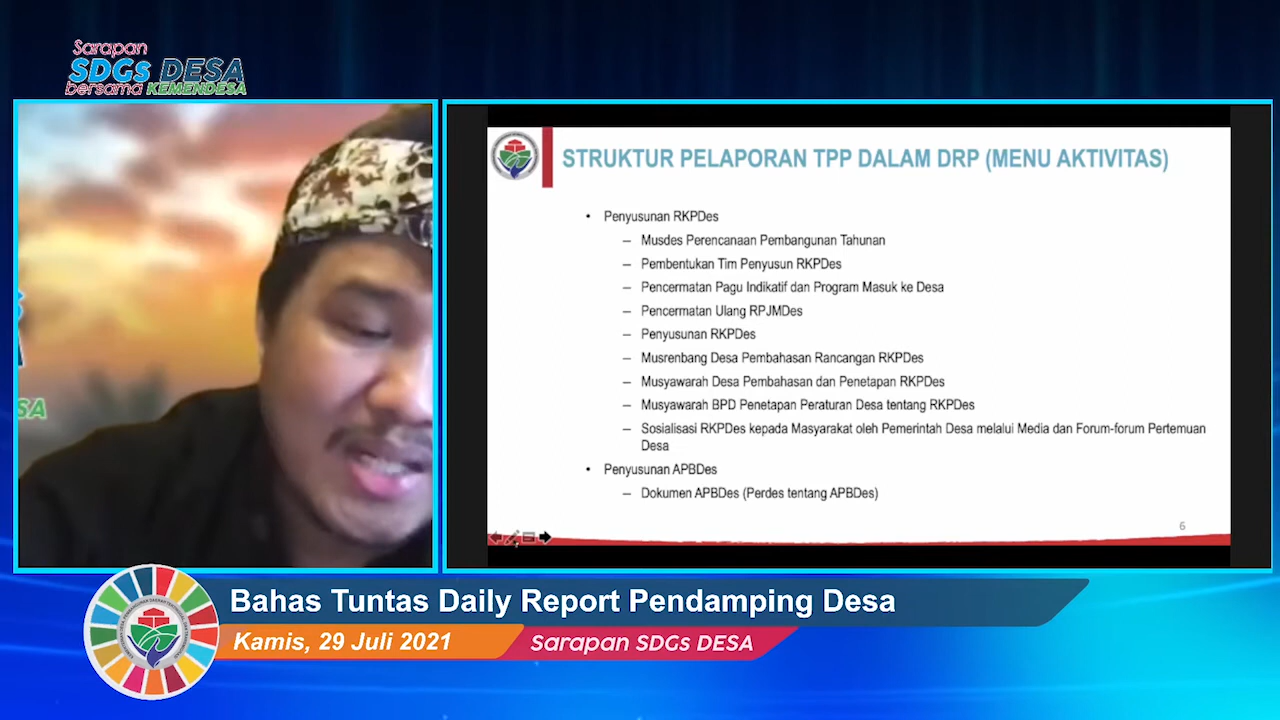 Sarapan
SDGs DESA
bersama KEMENDESA
SA
STRUKTUR PELAPORAN TPP DALAM DRP (MENU AKTIVITAS)
• Penyusunan RKPDes
– Musdes Perencanaan Pembangunan Tahunan
– Pembentukan Tim Penyusun RKPDes
– Pencermatan Pagu Indikatif dan Program Masuk ke Desa
– Pencermatan Ulang RPJMDes
– Penyusunan RKPDes
– Musrenbang Desa Pembahasan Rancangan RKPDes
– Musyawarah Desa Pembahasan dan Penetapan RKPDes
– Musyawarah BPD Penetapan Peraturan Desa tentang RKPDes
– Sosialisasi RKPDes kepada Masyarakat oleh Pemerintah Desa melalui Media dan Forum-forum Pertemuan
Desa
• Penyusunan APBDes
– Dokumen APBDes (Perdes tentang APBDes)
6
Bahas Tuntas Daily Report Pendamping Desa
Kamis, 29 Juli 2021
Sarapan SDGs DESA